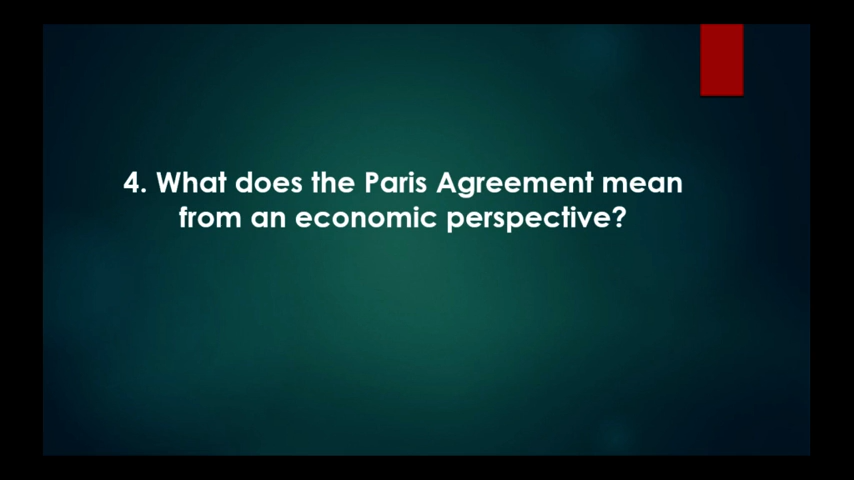 4. What does the Paris Agreement mean
from an economic perspective?